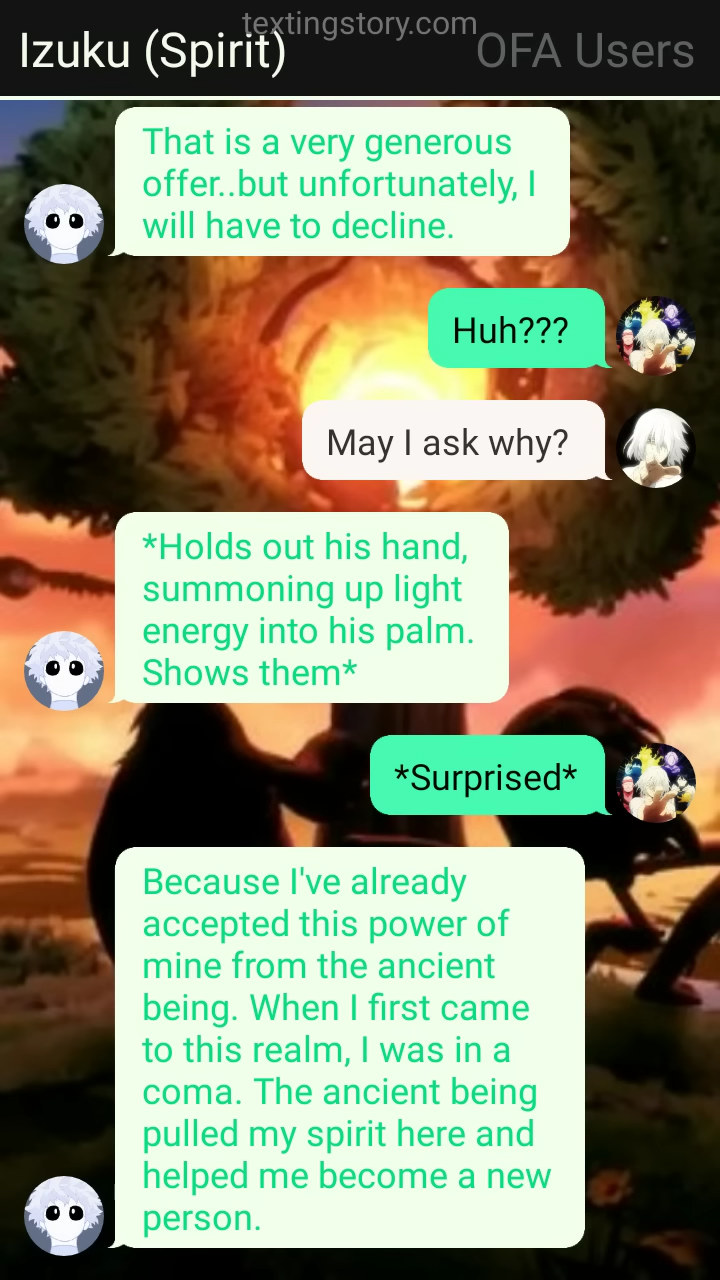 textingstory.com
Izuku (Spirit)
OFA Users
That is a very generous
offer..but unfortunately, I
will have to decline.
Huh???
May I ask why?
*Holds out his hand,
summoning up light
energy into his palm.
Shows them*
*Surprised*
Because I've already
accepted this power of
mine from the ancient
being. When I first came
to this realm, I was in a
coma. The ancient being
pulled my spirit here and
helped me become a new
person.